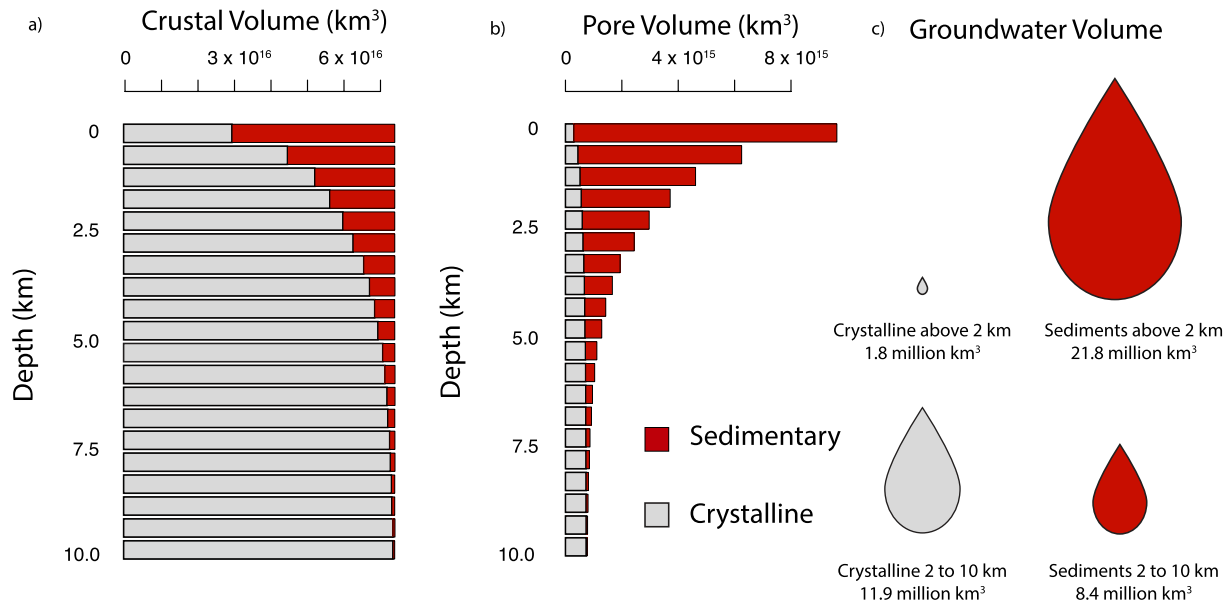 a)
Crustal Volume (km³)
0 3 x 10¹⁶ 6 x 10¹⁶
Depth (km)
0
2.5
5.0
7.5
10.0
b)
Pore Volume (km³)
0 4 x 10¹⁵ 8 x 10¹⁵
Depth (km)
0
2.5
5.0
7.5
10.0
Sedimentary
Crystalline
c)
Groundwater Volume
Crystalline above 2 km
1.8 million km³
Sediments above 2 km
21.8 million km³
Crystalline 2 to 10 km
11.9 million km³
Sediments 2 to 10 km
8.4 million km³